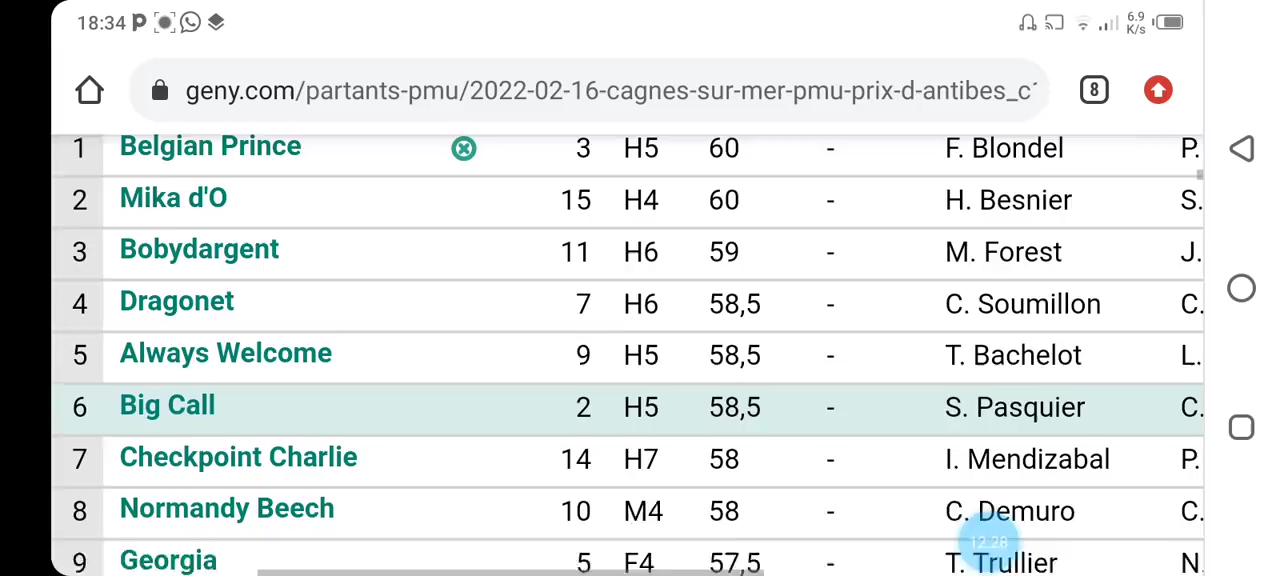 18:34 P 6.9 K/s
geny.com/partants-pmu/2022-02-16-cagnes-sur-mer-pmu-prix-d-antibes_c 8
1 Belgian Prince 3 H5 60 - F. Blondel P.
2 Mika d'O 15 H4 60 - H. Besnier S.
3 Bobydargent 11 H6 59 - M. Forest J.
4 Dragonet 7 H6 58,5 - C. Soumillon C.
5 Always Welcome 9 H5 58,5 - T. Bachelot L.
6 Big Call 2 H5 58,5 - S. Pasquier C.
7 Checkpoint Charlie 14 H7 58 - I. Mendizabal P.
8 Normandy Beech 10 M4 58 - C. Demuro C.
12:28
9 Georgia 5 F4 57,5 - T. Trullier N